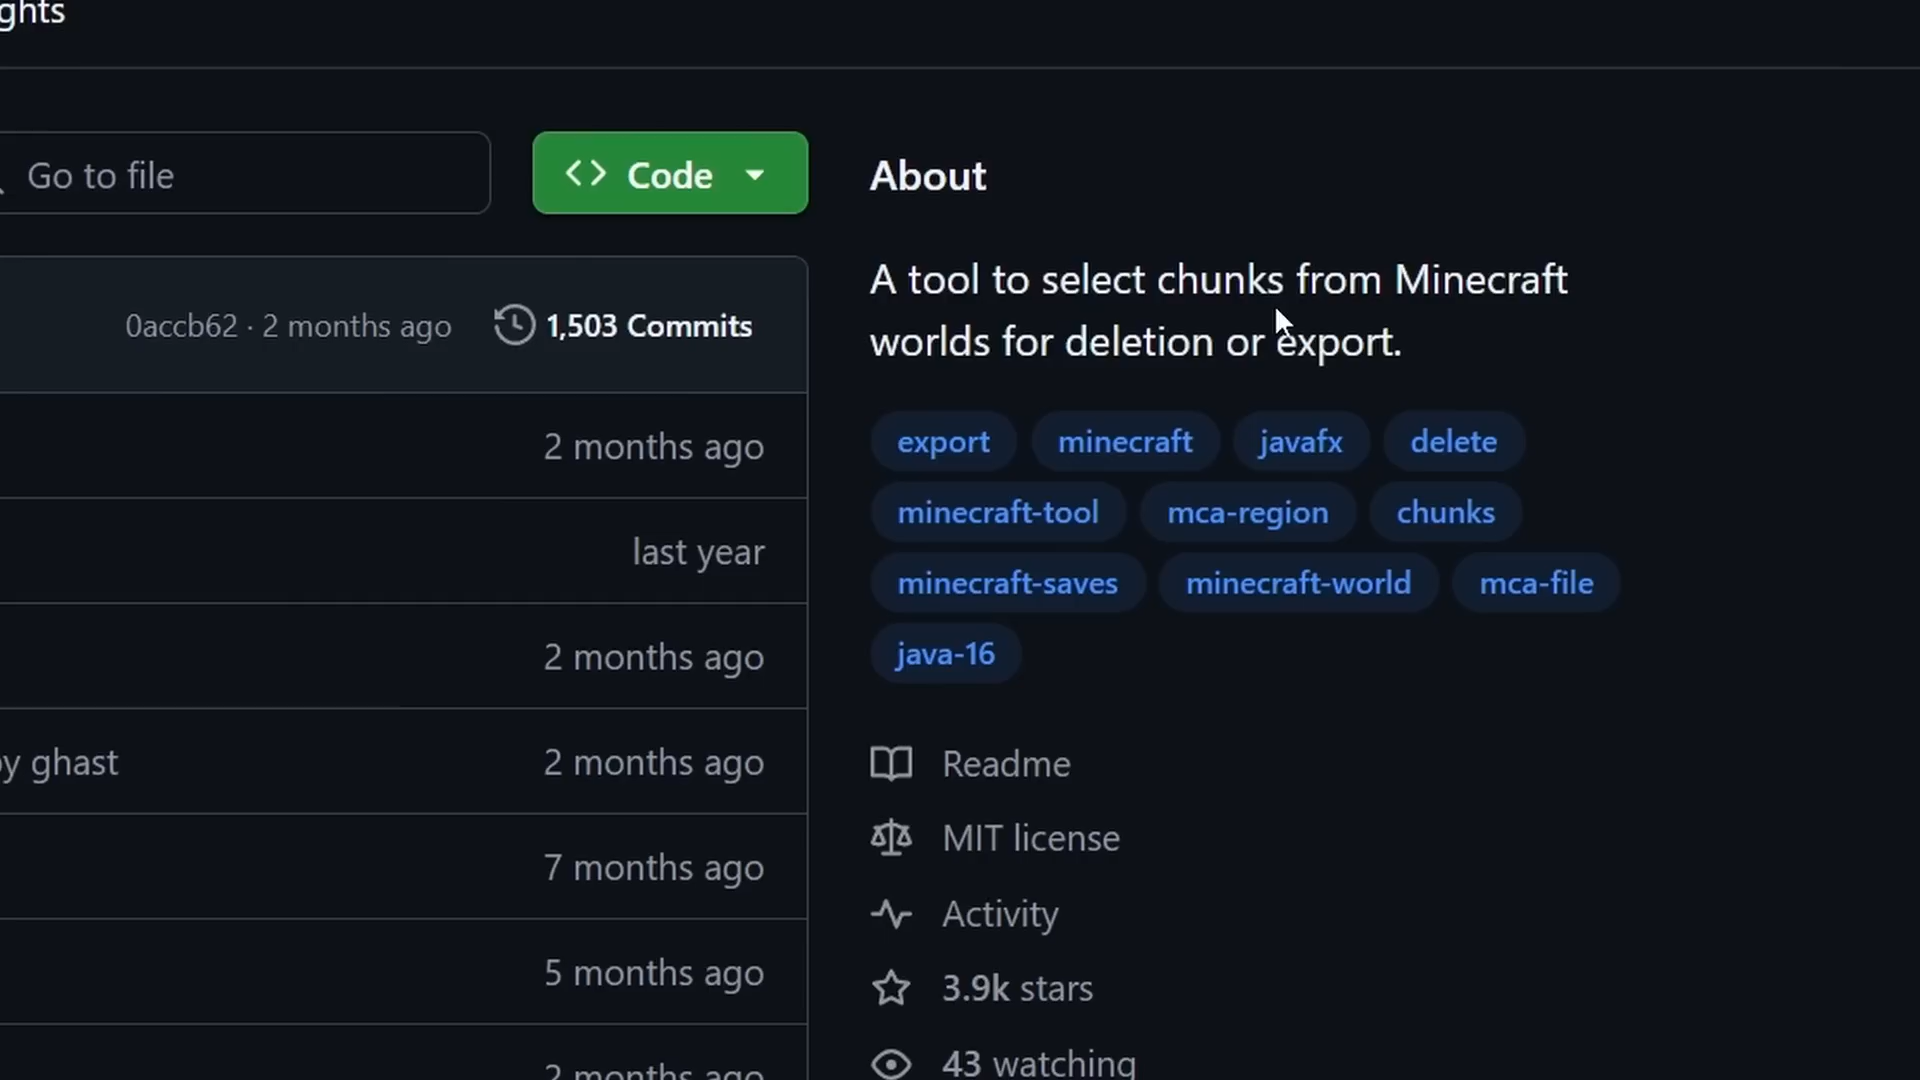 ghts
Go to file
Code
About
A tool to select chunks from Minecraft
worlds for deletion or export.
0accb62 · 2 months ago
1,503 Commits
export minecraft javafx delete
minecraft-tool mca-region chunks
minecraft-saves minecraft-world mca-file
java-16
2 months ago
last year
2 months ago
y ghast
2 months ago
7 months ago
5 months ago
2 months ago
Readme
MIT license
Activity
3.9k stars
43 watching